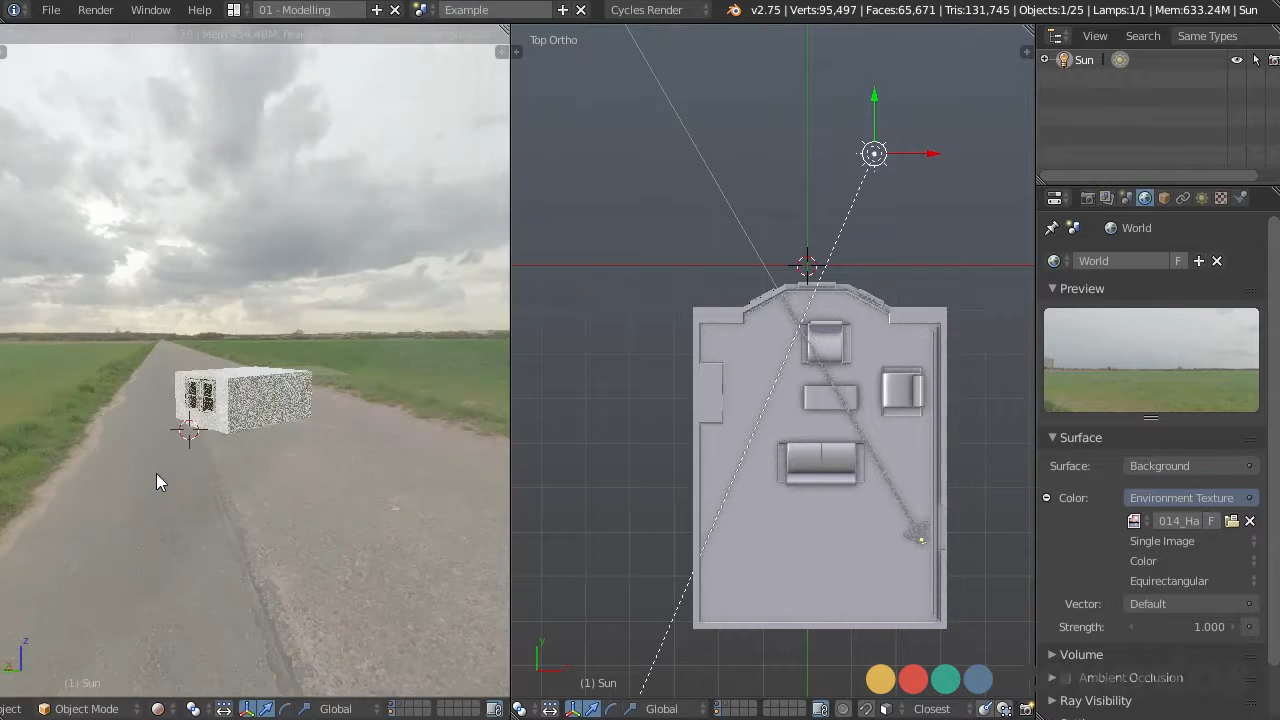 File Render Window Help 01 - Modelling Example Cycles Render v2.75 | Verts:95,497 | Faces:65,671 | Tris:131,745 | Objects:1/25 | Lamps:1/1 | Mem:633.24M | Sun
Top Ortho
View Search Same Types
Sun
World
World F
Preview
Surface
Surface: Background
Color: Environment Texture
014_Ha F
Single Image
Color
Equirectangular
Vector: Default
Strength: 1.000
Volume
Ambient Occlusion
Ray Visibility
z
x
(1) Sun
y
(1) Sun
ject Object Mode Global
Global Closest